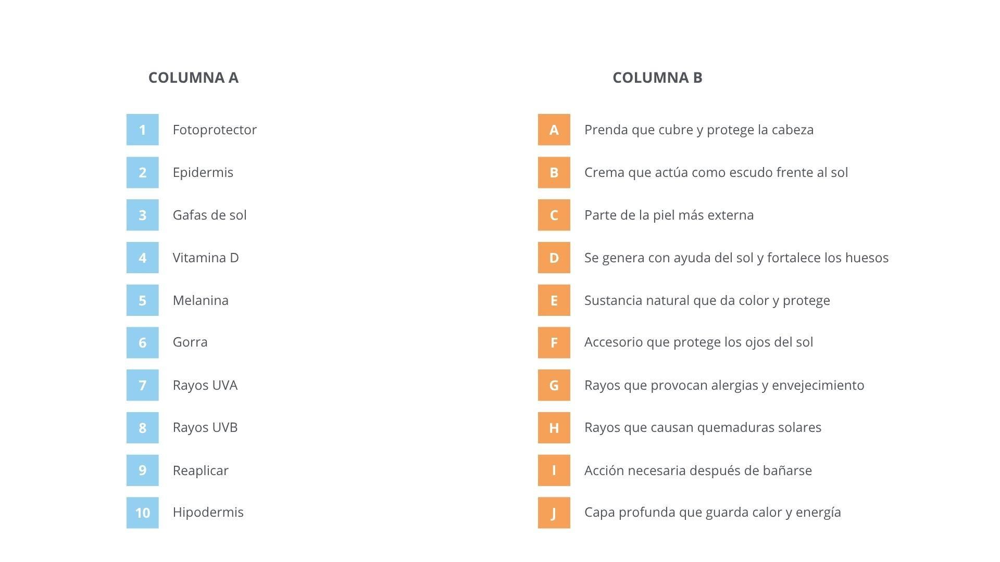 COLUMNA A
1 Fotoprotector
2 Epidermis
3 Gafas de sol
4 Vitamina D
5 Melanina
6 Gorra
7 Rayos UVA
8 Rayos UVB
9 Reaplicar
10 Hipodermis
COLUMNA B
A Prenda que cubre y protege la cabeza
B Crema que actúa como escudo frente al sol
C Parte de la piel más externa
D Se genera con ayuda del sol y fortalece los huesos
E Sustancia natural que da color y protege
F Accesorio que protege los ojos del sol
G Rayos que provocan alergias y envejecimiento
H Rayos que causan quemaduras solares
I Acción necesaria después de bañarse
J Capa profunda que guarda calor y energía